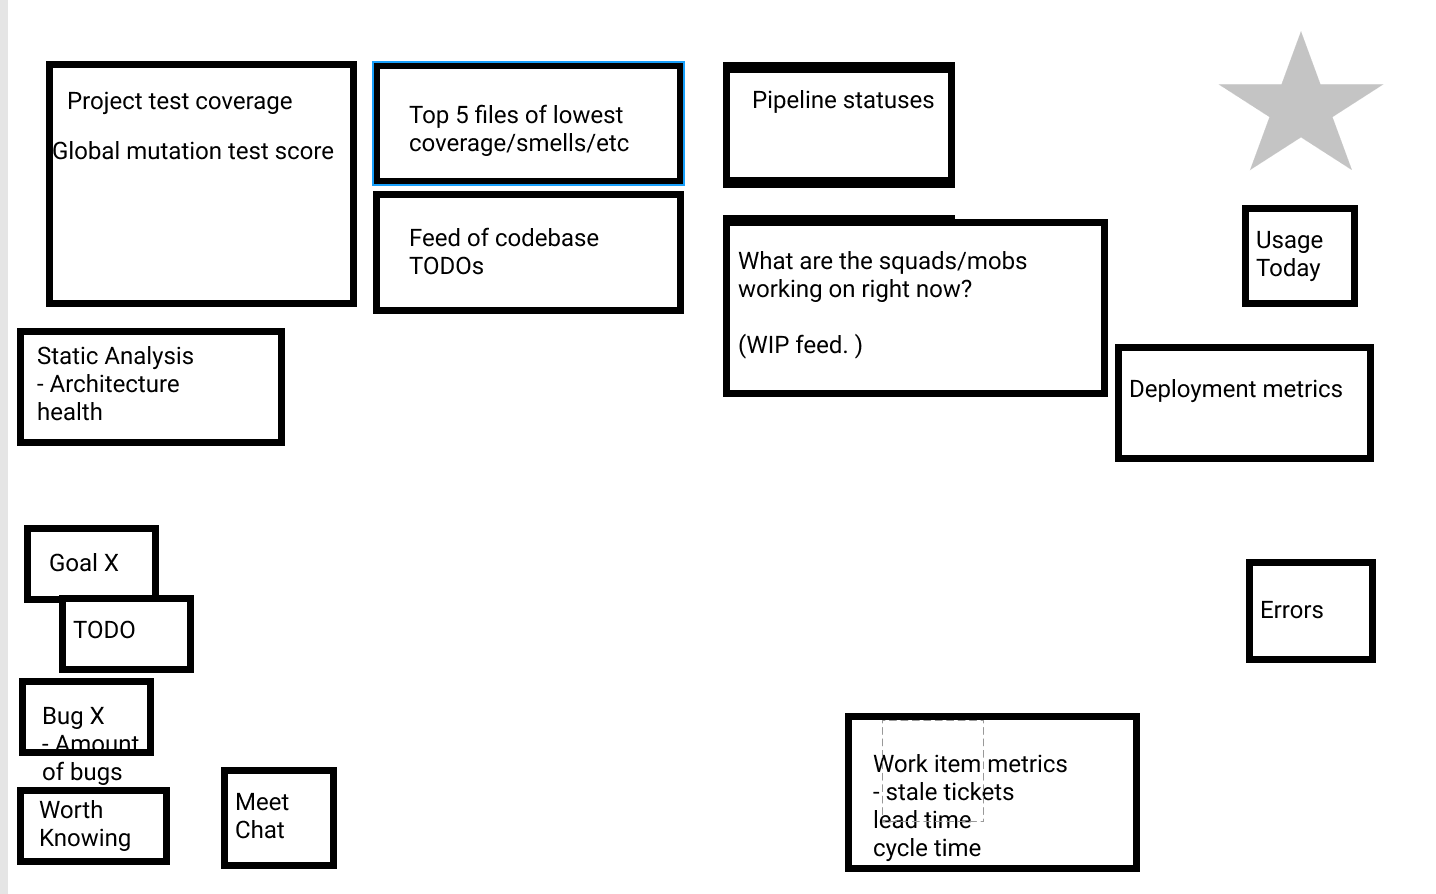 Project test coverage
Global mutation test score
Top 5 files of lowest
coverage/smells/etc
Pipeline statuses
Feed of codebase
TODOs
What are the squads/mobs
working on right now?
(WIP feed. )
Usage
Today
Static Analysis
- Architecture
health
Deployment metrics
Goal X
TODO
Errors
Bug X
- Amount
of bugs
Worth
Knowing
Meet
Chat
Work item metrics
- stale tickets
lead time
cycle time